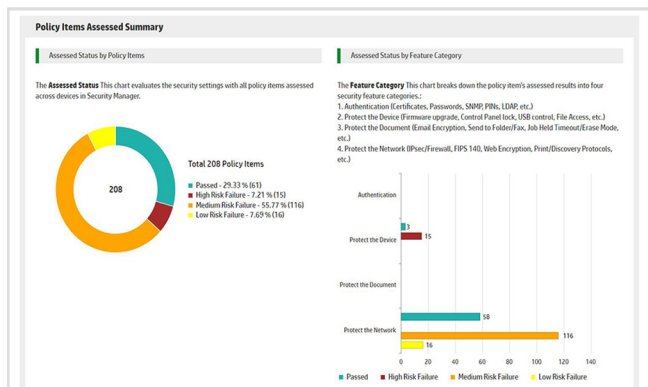 Policy Items Assessed Summary
Assessed Status by Policy Items
The Assessed Status This chart evaluates the security settings with all policy items assessed
across devices in Security Manager.
208
Total 208 Policy Items
Passed - 29.33 % (61)
High Risk Failure - 7.21 % (15)
Medium Risk Failure - 55.77 % (116)
Low Risk Failure - 7.69 % (16)
Assessed Status by Feature Category
The Feature Category This chart breaks down the policy item's assessed results into four
security feature categories.:
1. Authentication (Certificates, Passwords, SNMP, PINs, LDAP, etc.)
2. Protect the Device (Firmware upgrade, Control Panel lock, USB control, File Access, etc.)
3. Protect the Document (Email Encryption, Send to Folder/Fax, Job Held Timeout/Erase Mode,
etc.)
4. Protect the Network (IPsec/Firewall, FIPS 140, Web Encryption, Print/Discovery Protocols,
etc.)
Authentication
3
Protect the Device
15
Protect the Document
58
Protect the Network
116
16
0 20 40 60 80 100 120 140
Passed High Risk Failure Medium Risk Failure Low Risk Failure